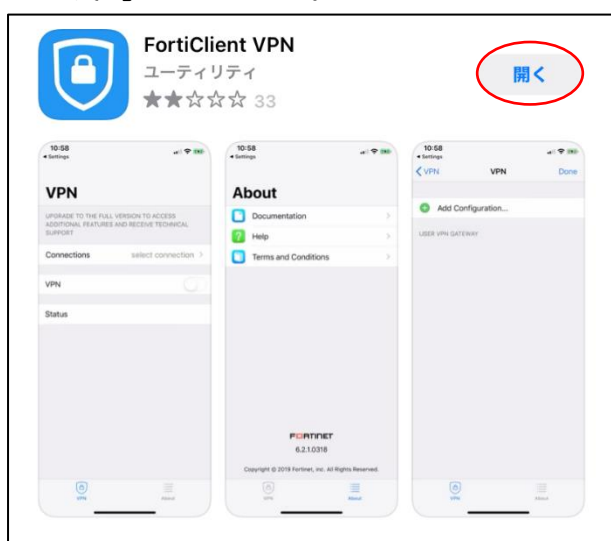 FortiClient VPN
ユーティリティ
★★☆☆☆ 33
開く
10:58
◀ Settings
VPN
UPGRADE TO THE FULL VERSION TO ACCESS
ADDITIONAL FEATURES AND RECEIVE TECHNICAL
SUPPORT
Connections select connection >
VPN
Status
VPN
About
10:58
◀ Settings
About
Documentation >
Help >
Terms and Conditions >
FORTINET
6.2.1.0318
Copyright @ 2019 Fortinet, inc. All Rights Reserved.
VPN
About
10:58
◀ Settings
< VPN VPN Done
Add Configuration...
USER VPN GATEWAY
VPN
About